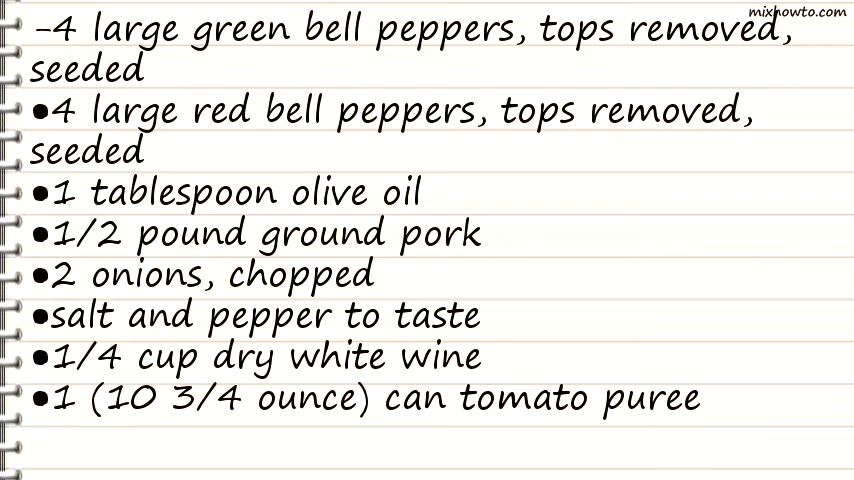 mixhowto.com
-4 large green bell peppers, tops removed,
seeded
•4 large red bell peppers, tops removed,
seeded
•1 tablespoon olive oil
•1/2 pound ground pork
•2 onions, chopped
•salt and pepper to taste
•1/4 cup dry white wine
•1 (10 3/4 ounce) can tomato puree